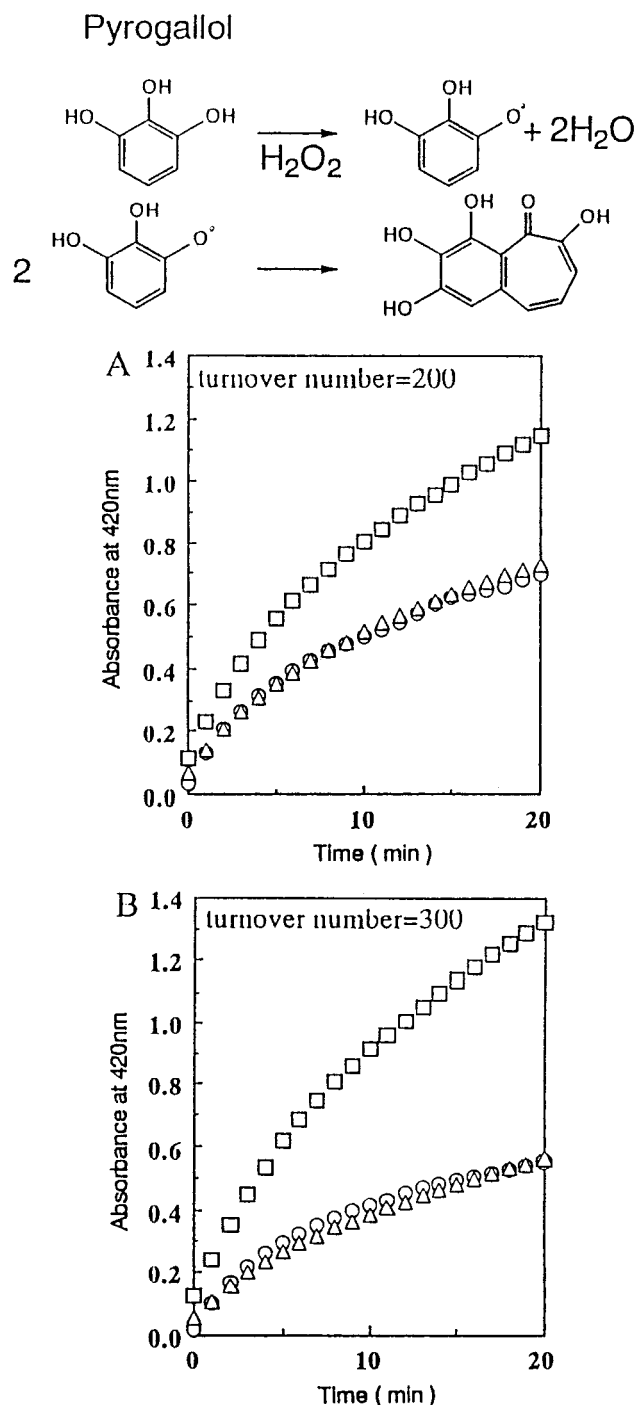 Pyrogallol
OH
HO OH
H₂O₂
OH
HO O• + 2H₂O
2
OH
HO O•
OH O OH
HO
HO
A
turnover number=200
1.4
1.2
1.0
0.8
0.6
0.4
0.2
0.0
Absorbance at 420nm
0 10 20
Time ( min )
B
turnover number=300
1.4
1.2
1.0
0.8
0.6
0.4
0.2
0.0
Absorbance at 420nm
0 10 20
Time ( min )